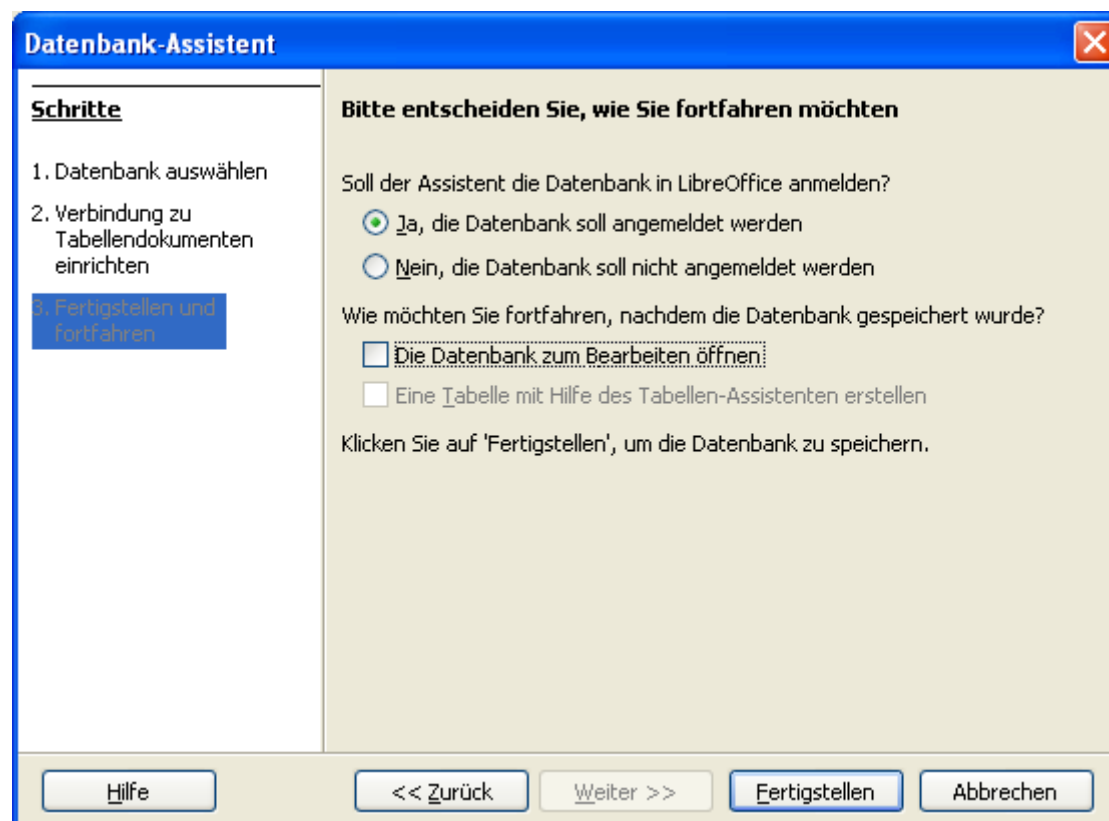 Datenbank-Assistent
Schritte
1. Datenbank auswählen
2. Verbindung zu
Tabellendokumenten
einrichten
3. Fertigstellen und
fortfahren
Bitte entscheiden Sie, wie Sie fortfahren möchten
Soll der Assistent die Datenbank in LibreOffice anmelden?
Ja, die Datenbank soll angemeldet werden
Nein, die Datenbank soll nicht angemeldet werden
Wie möchten Sie fortfahren, nachdem die Datenbank gespeichert wurde?
Die Datenbank zum Bearbeiten öffnen
Eine Tabelle mit Hilfe des Tabellen-Assistenten erstellen
Klicken Sie auf 'Fertigstellen', um die Datenbank zu speichern.
Hilfe
<< Zurück
Weiter >>
Fertigstellen
Abbrechen